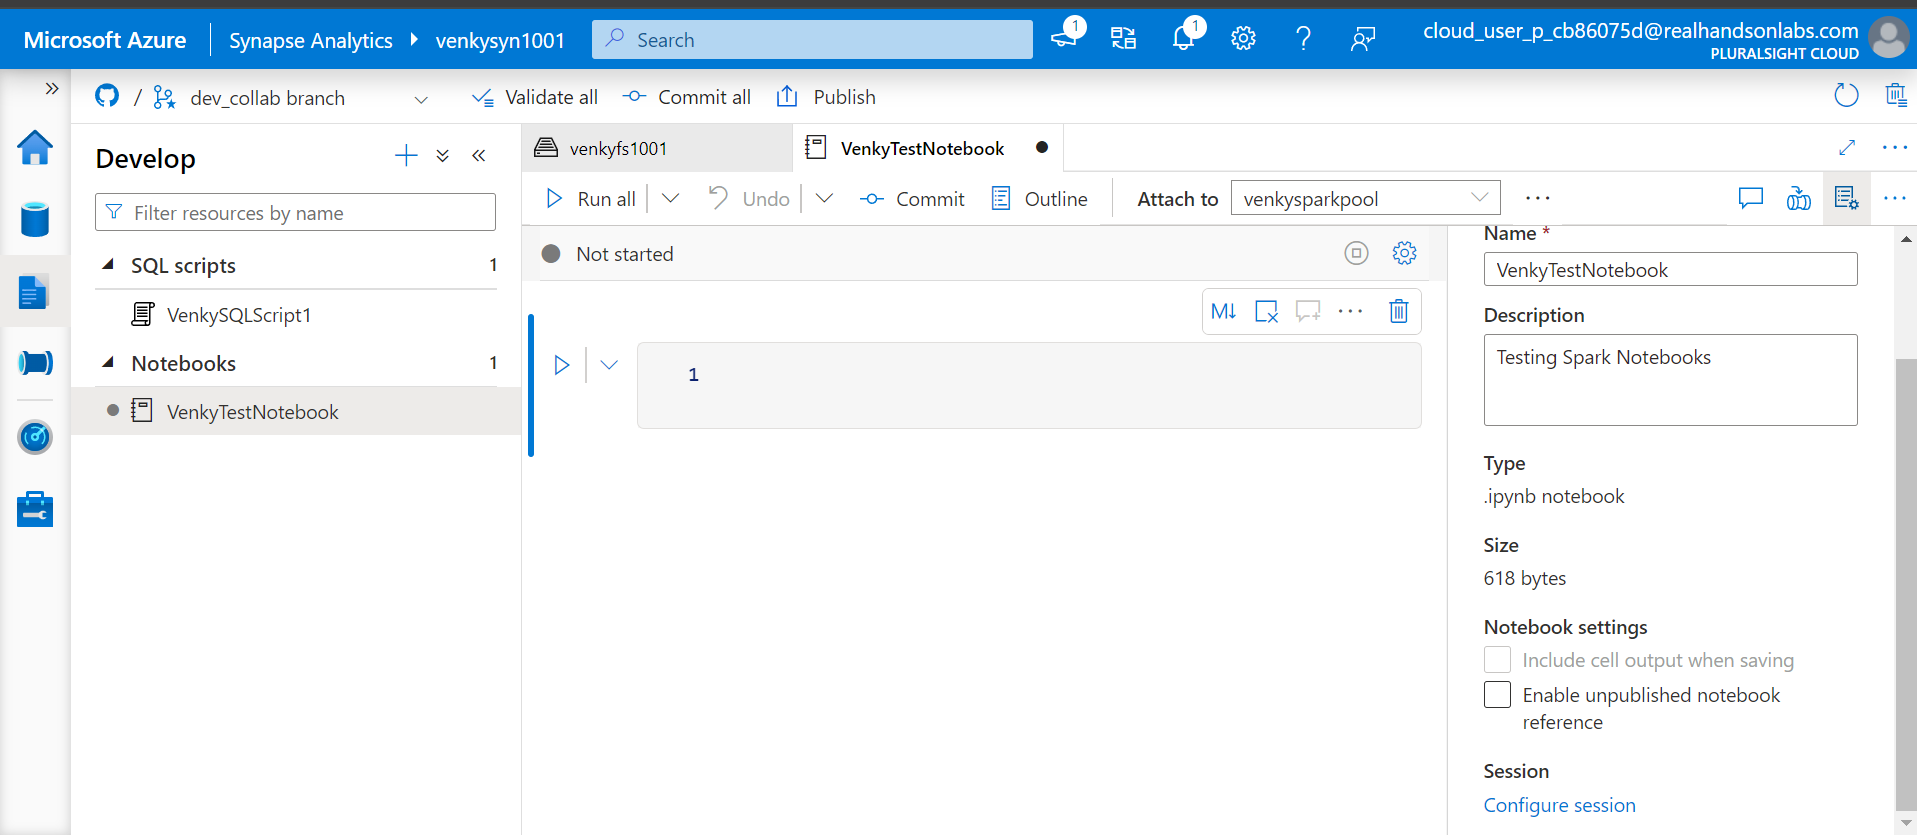 Microsoft Azure
Synapse Analytics
venkysyn1001
Search
1
1
cloud_user_p_cb86075d@realhandsonlabs.com
PLURALSIGHT CLOUD
/
dev_collab branch
Validate all
Commit all
Publish
Develop
Filter resources by name
SQL scripts 1
VenkySQLScript1
Notebooks 1
VenkyTestNotebook
venkyfs1001
VenkyTestNotebook
Run all
Undo
Commit
Outline
Attach to
venkysparkpool
Not started
M↓
1
Name *
VenkyTestNotebook
Description
Testing Spark Notebooks
Type
.ipynb notebook
Size
618 bytes
Notebook settings
Include cell output when saving
Enable unpublished notebook
reference
Session
Configure session